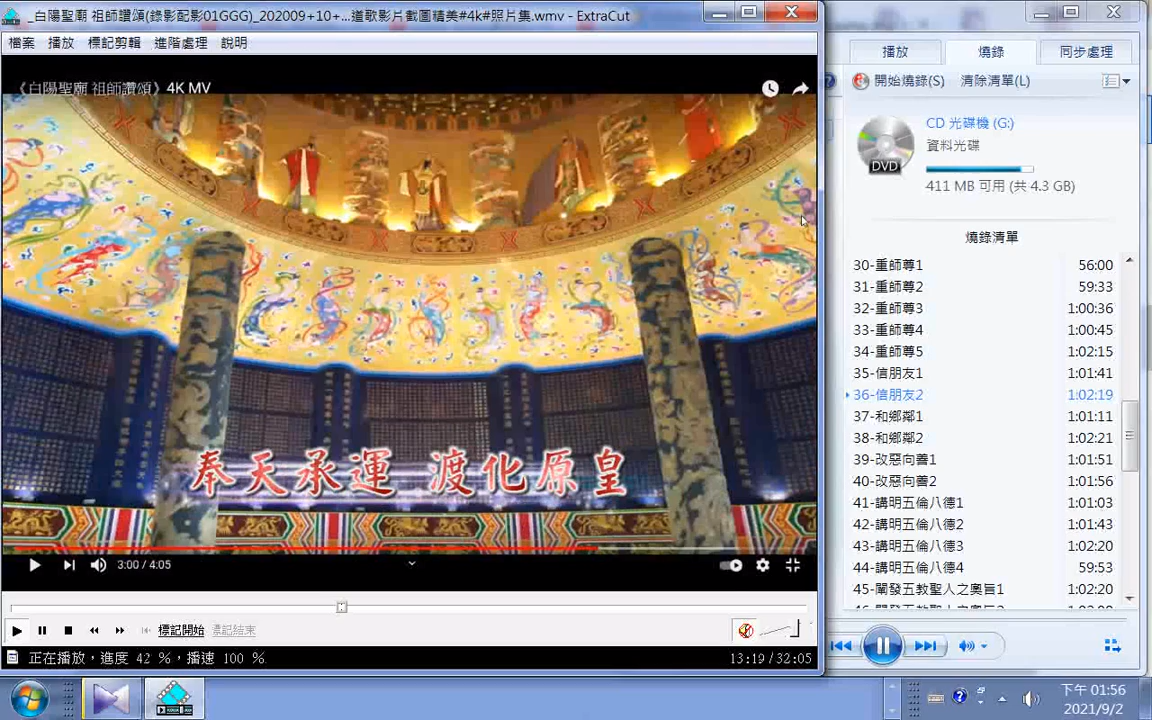 _白陽聖廟 祖師讚頌(錄影配影01GGG)_202009+10+...道歌影片截圖精美#4k#照片集.wmv - ExtraCut
檔案 播放 標記剪輯 進階處理 說明
《白陽聖廟 祖師讚頌》4K MV
奉天承運 渡化原皇
3:00 / 4:05
標記開始 標記結束
正在播放，進度 42 %，播速 100 %.
13:19 / 32:05
播放 燒錄 同步處理
開始燒錄(S) 清除清單(L)
CD 光碟機 (G:)
資料光碟
DVD
411 MB 可用 (共 4.3 GB)
燒錄清單
30-重師尊1 56:00
31-重師尊2 59:33
32-重師尊3 1:00:36
33-重師尊4 1:00:45
34-重師尊5 1:02:15
35-信朋友1 1:01:41
36-信朋友2 1:02:19
37-和鄉鄰1 1:01:11
38-和鄉鄰2 1:02:21
39-改惡向善1 1:01:51
40-改惡向善2 1:01:56
41-講明五倫八德1 1:01:03
42-講明五倫八德2 1:01:43
43-講明五倫八德3 1:02:20
44-講明五倫八德4 59:53
45-闡發五教聖人之奧旨1 1:02:20
下午 01:56
2021/9/2